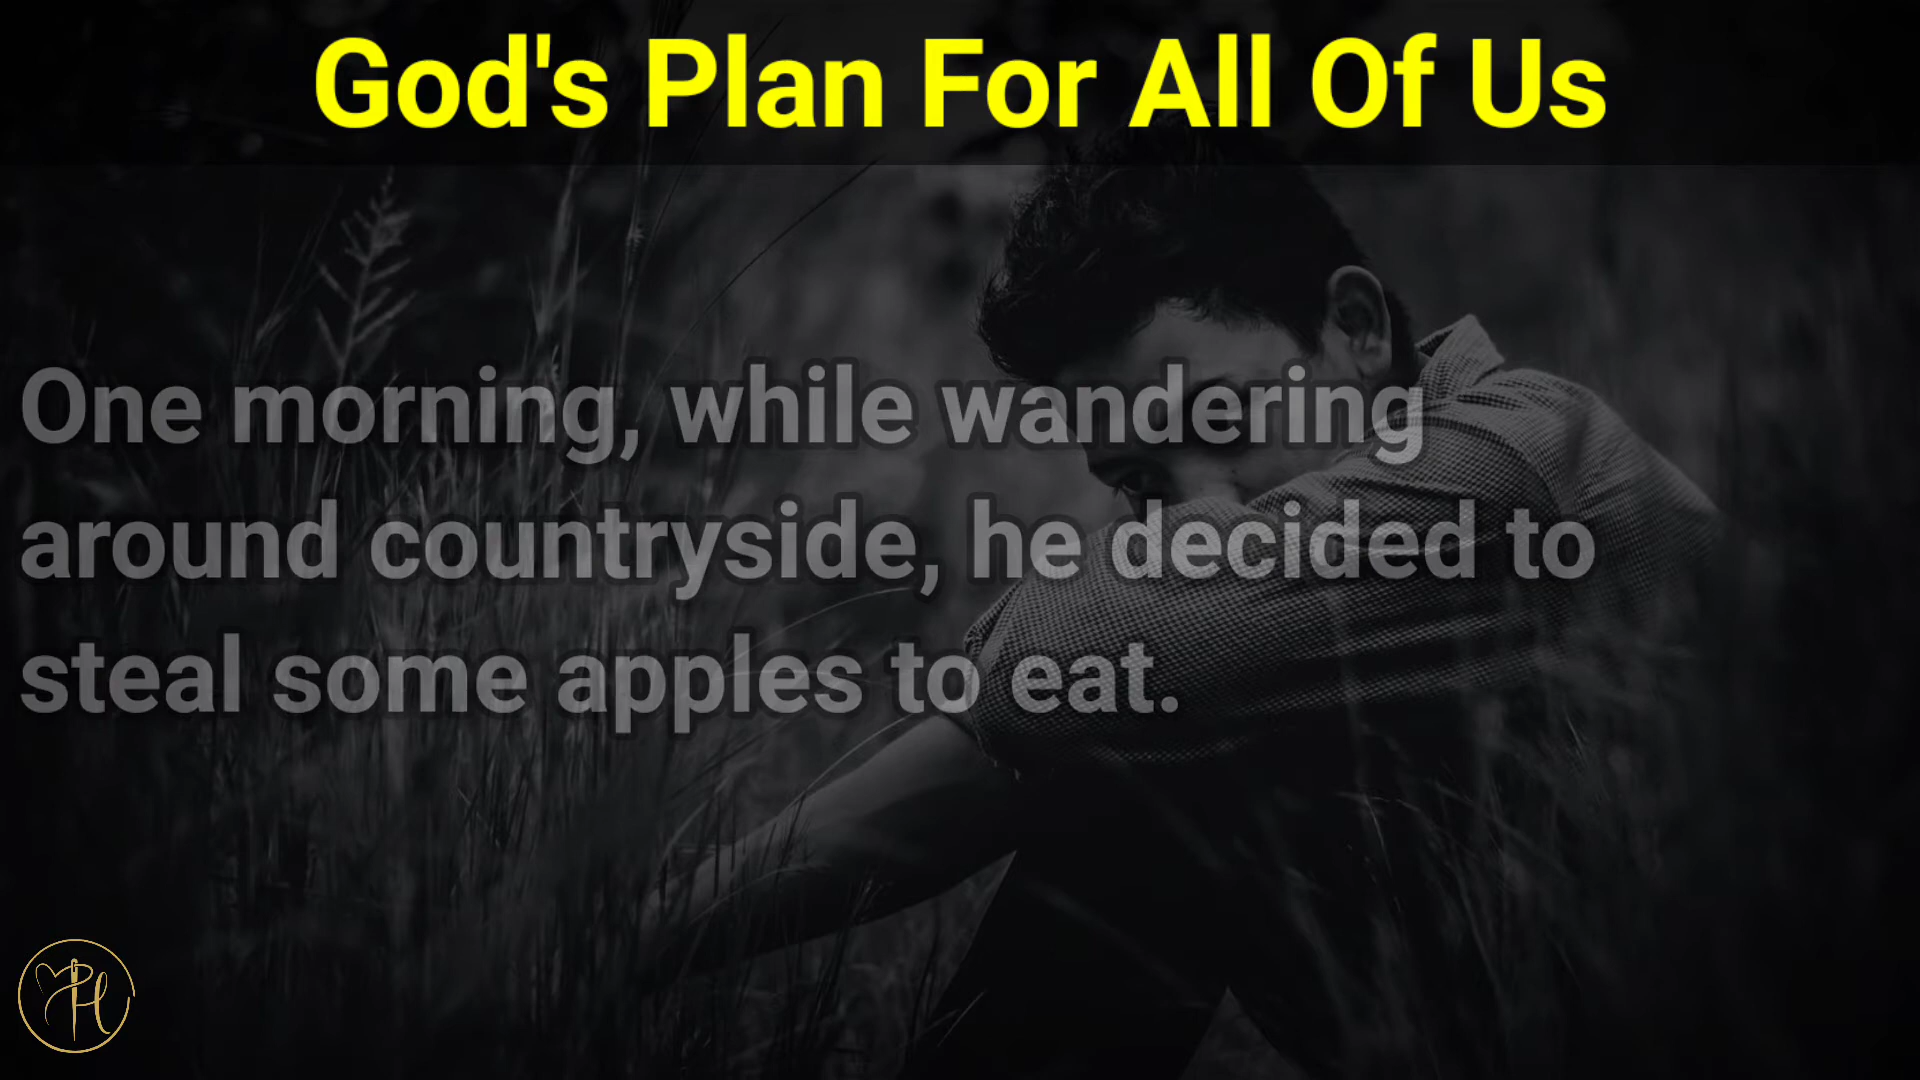 God's Plan For All Of Us
One morning, while wandering
around countryside, he decided to
steal some apples to eat.